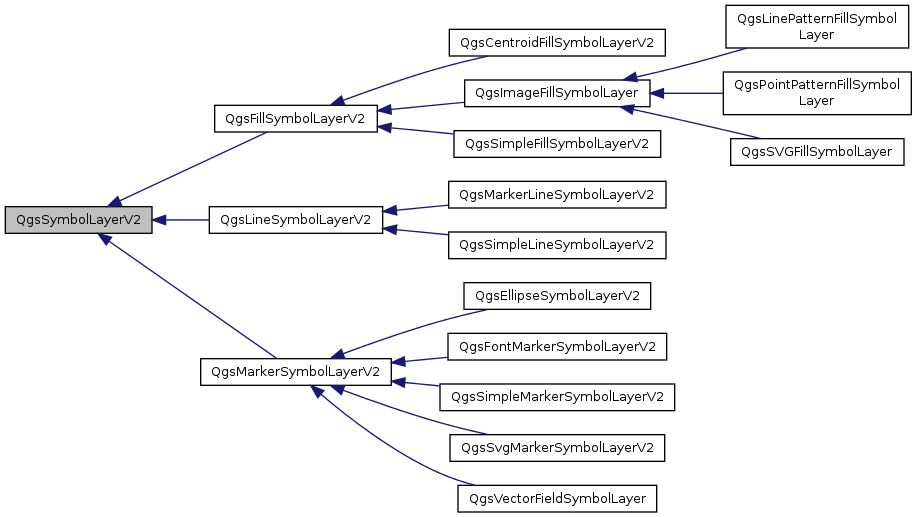 QgsLinePatternFillSymbol
Layer
QgsCentroidFillSymbolLayerV2
QgsImageFillSymbolLayer
QgsPointPatternFillSymbol
Layer
QgsFillSymbolLayerV2
QgsSimpleFillSymbolLayerV2
QgsSVGFillSymbolLayer
QgsMarkerLineSymbolLayerV2
QgsSymbolLayerV2
QgsLineSymbolLayerV2
QgsSimpleLineSymbolLayerV2
QgsEllipseSymbolLayerV2
QgsFontMarkerSymbolLayerV2
QgsMarkerSymbolLayerV2
QgsSimpleMarkerSymbolLayerV2
QgsSvgMarkerSymbolLayerV2
QgsVectorFieldSymbolLayer